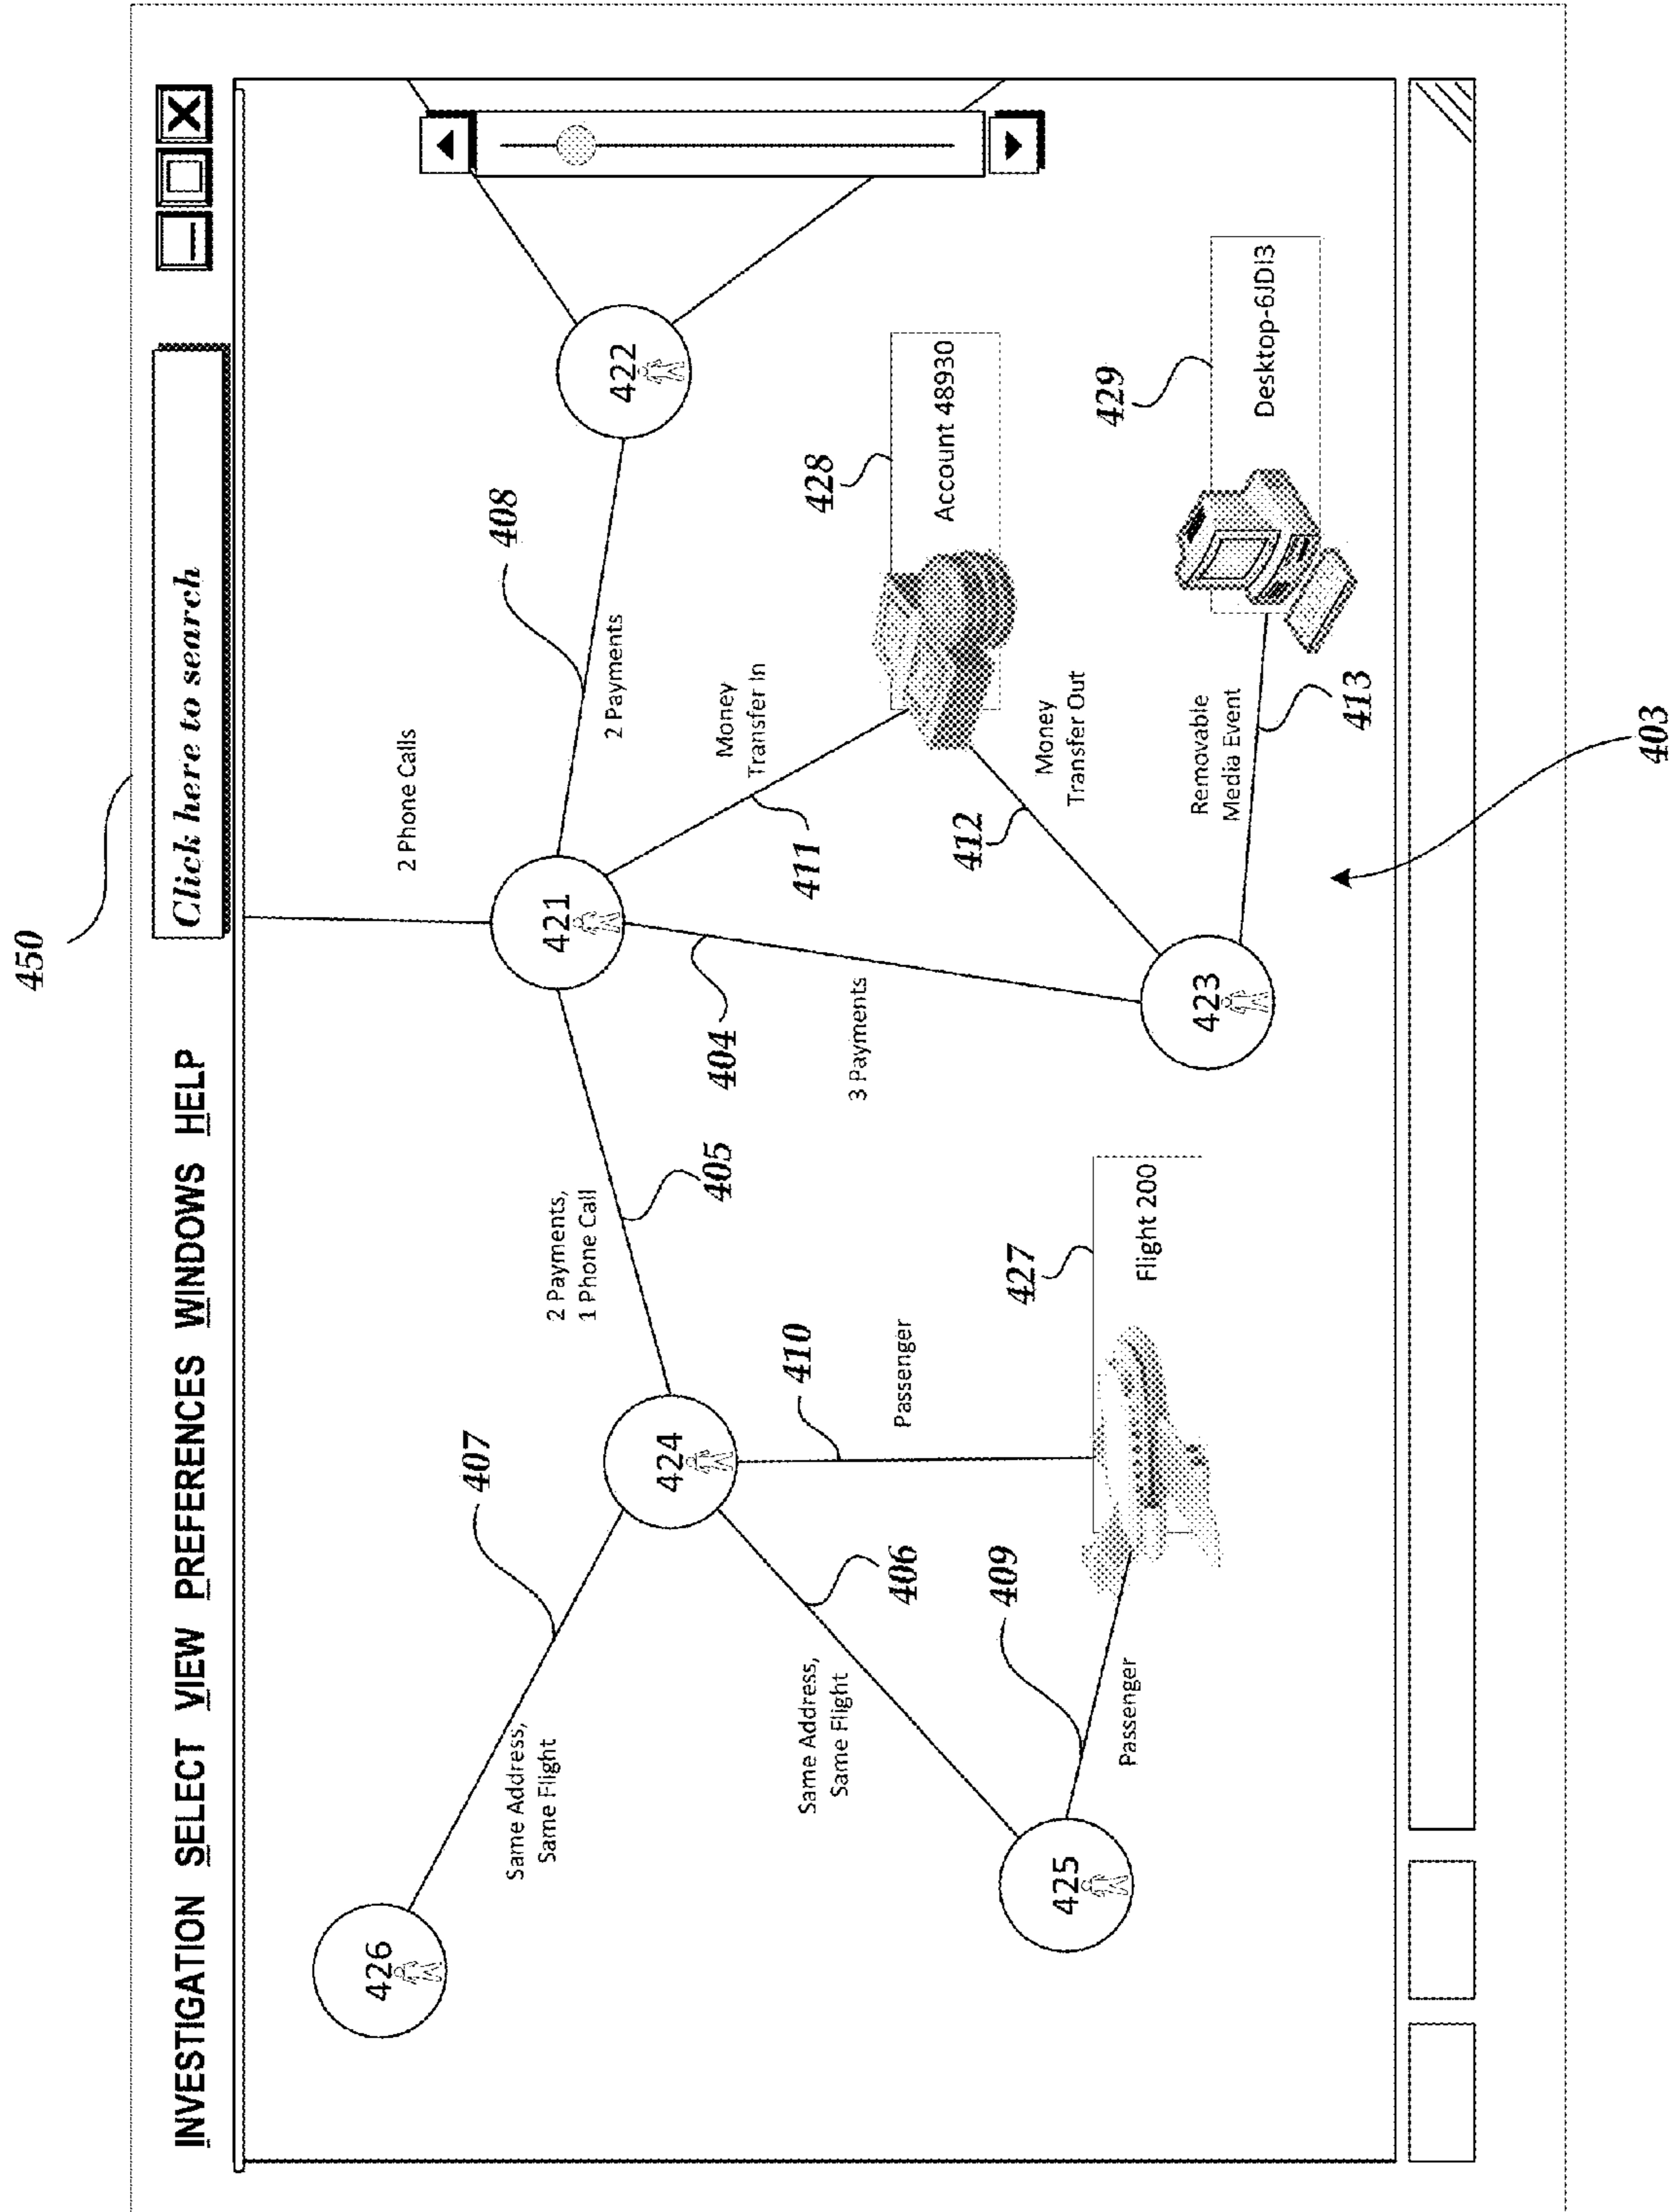 450
INVESTIGATION SELECT VIEW PREFERENCES WINDOWS HELP
Click here to search
2 Phone Calls
426
407
408
421
422
424
2 Payments,
1 Phone Call
2 Payments
Same Address,
Same Flight
405
404
Money
Transfer In
411
428
Account 48930
410
Same Address,
Same Flight
406
3 Payments
Passenger
412
Money
Transfer Out
409
427
425
Flight 200
Passenger
423
Removable
Media Event
429
Desktop-6JDI3
413
403